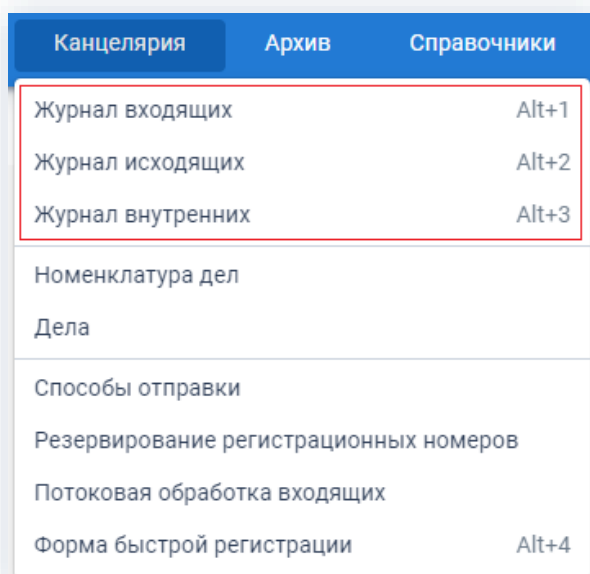 Канцелярия Архив Справочники
Журнал входящих Alt+1
Журнал исходящих Alt+2
Журнал внутренних Alt+3
Номенклатура дел
Дела
Способы отправки
Резервирование регистрационных номеров
Потоковая обработка входящих
Форма быстрой регистрации Alt+4